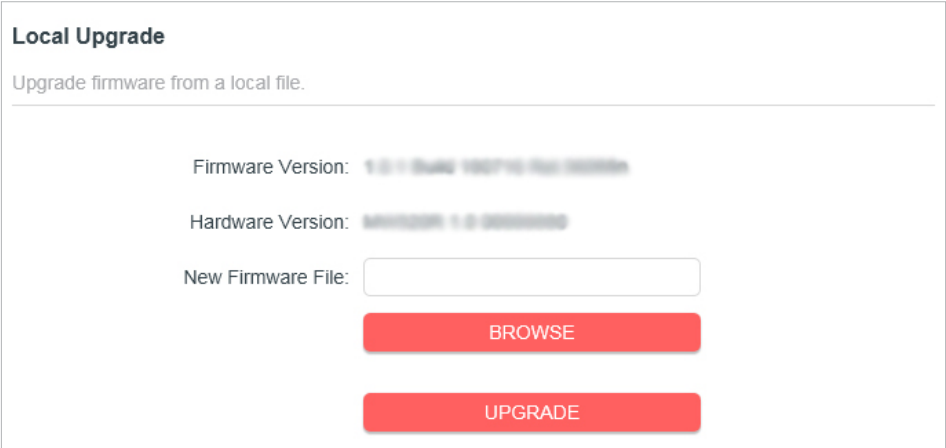 Local Upgrade
Upgrade firmware from a local file.
Firmware Version:
Hardware Version:
New Firmware File:
BROWSE
UPGRADE